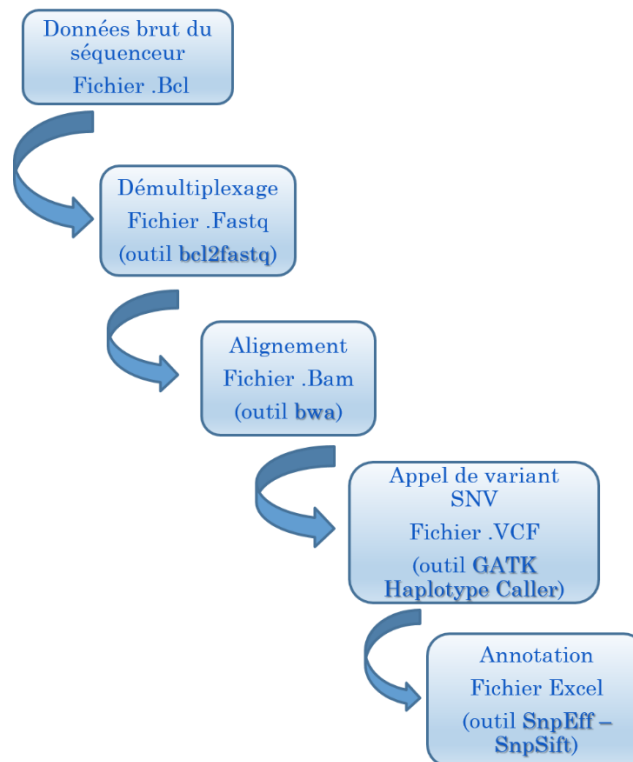 Données brut du
séquenceur
Fichier .Bcl
Démultiplexage
Fichier .Fastq
(outil bcl2fastq)
Alignement
Fichier .Bam
(outil bwa)
Appel de variant
SNV
Fichier .VCF
(outil GATK
Haplotype Caller)
Annotation
Fichier Excel
(outil SnpEff –
SnpSift)